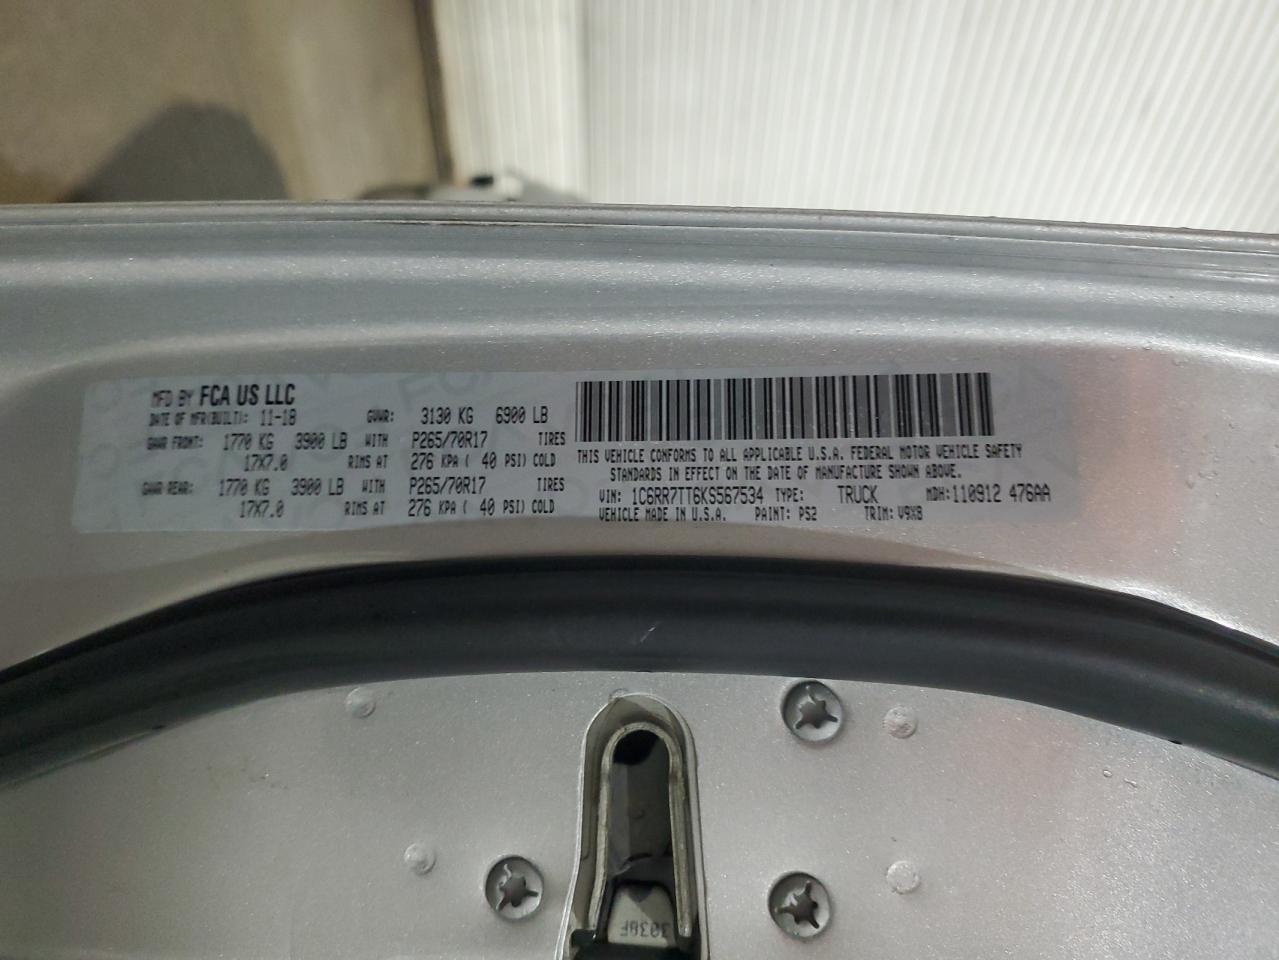 MFD BY FCA US LLC
DATE OF MFR(BUILT): 11-18 GVWR: 3130 KG 6900 LB
GAWR FRONT: 1770 KG 3900 LB WITH P265/70R17 TIRES
17X7.0 RIMS AT 276 KPA ( 40 PSI) COLD
GAWR REAR: 1770 KG 3900 LB WITH P265/70R17 TIRES
17X7.0 RIMS AT 276 KPA ( 40 PSI) COLD
THIS VEHICLE CONFORMS TO ALL APPLICABLE U.S.A. FEDERAL MOTOR VEHICLE SAFETY
STANDARDS IN EFFECT ON THE DATE OF MANUFACTURE SHOWN ABOVE.
VIN: 1C6RR7TT6KS567534 TYPE: TRUCK MDH:110912 476AA
VEHICLE MADE IN U.S.A. PAINT: PS2 TRIM: V9X8